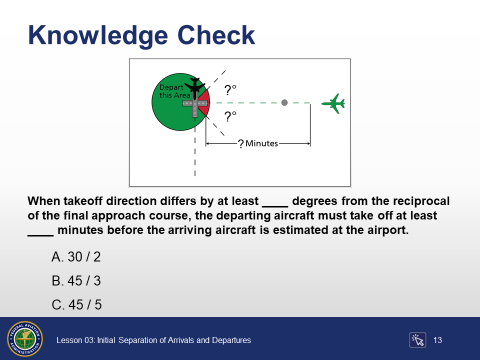 Knowledge Check
Depart
this Area
?°
?°
? Minutes
When takeoff direction differs by at least ____ degrees from the reciprocal
of the final approach course, the departing aircraft must take off at least
____ minutes before the arriving aircraft is estimated at the airport.
A. 30 / 2
B. 45 / 3
C. 45 / 5
Lesson 03: Initial Separation of Arrivals and Departures
13